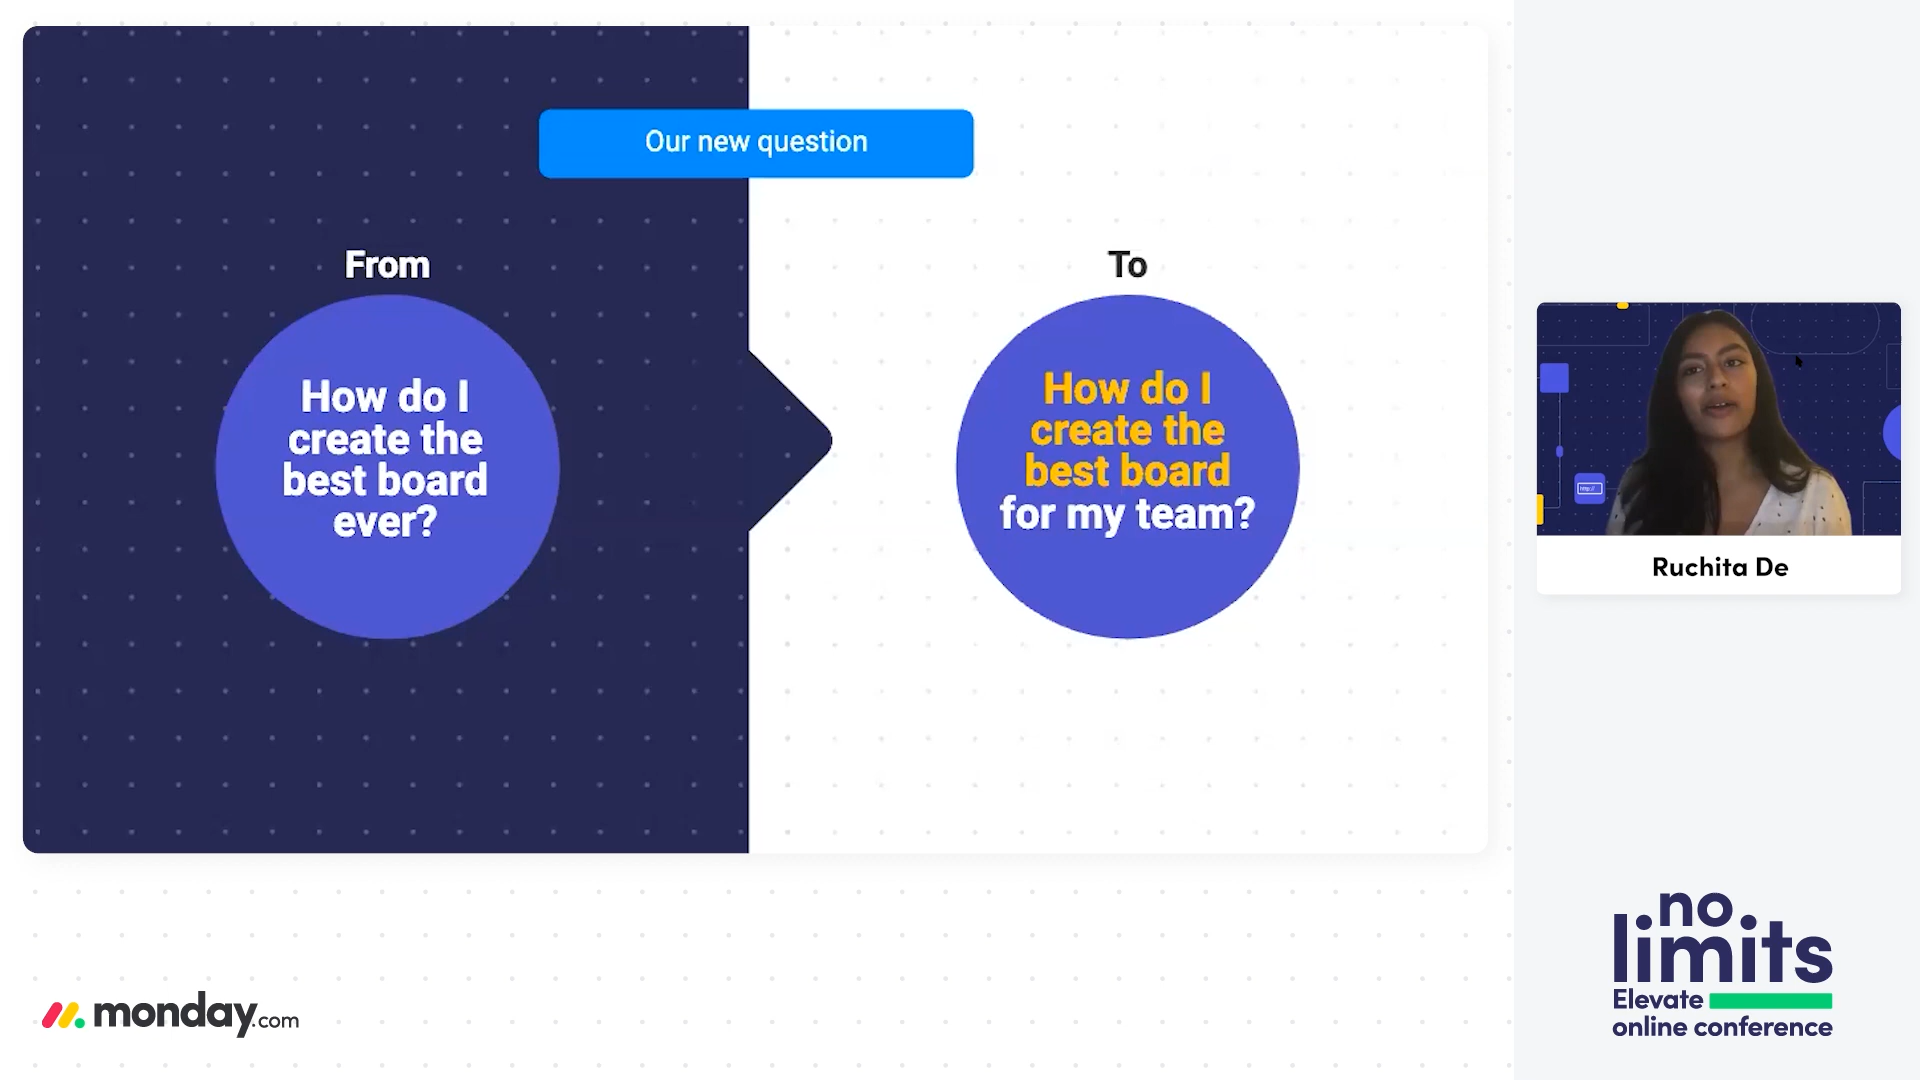 Our new question
From
How do I
create the
best board
ever?
To
How do I
create the
best board
for my team?
http://
Ruchita De
no
limits
Elevate
online conference
monday.com